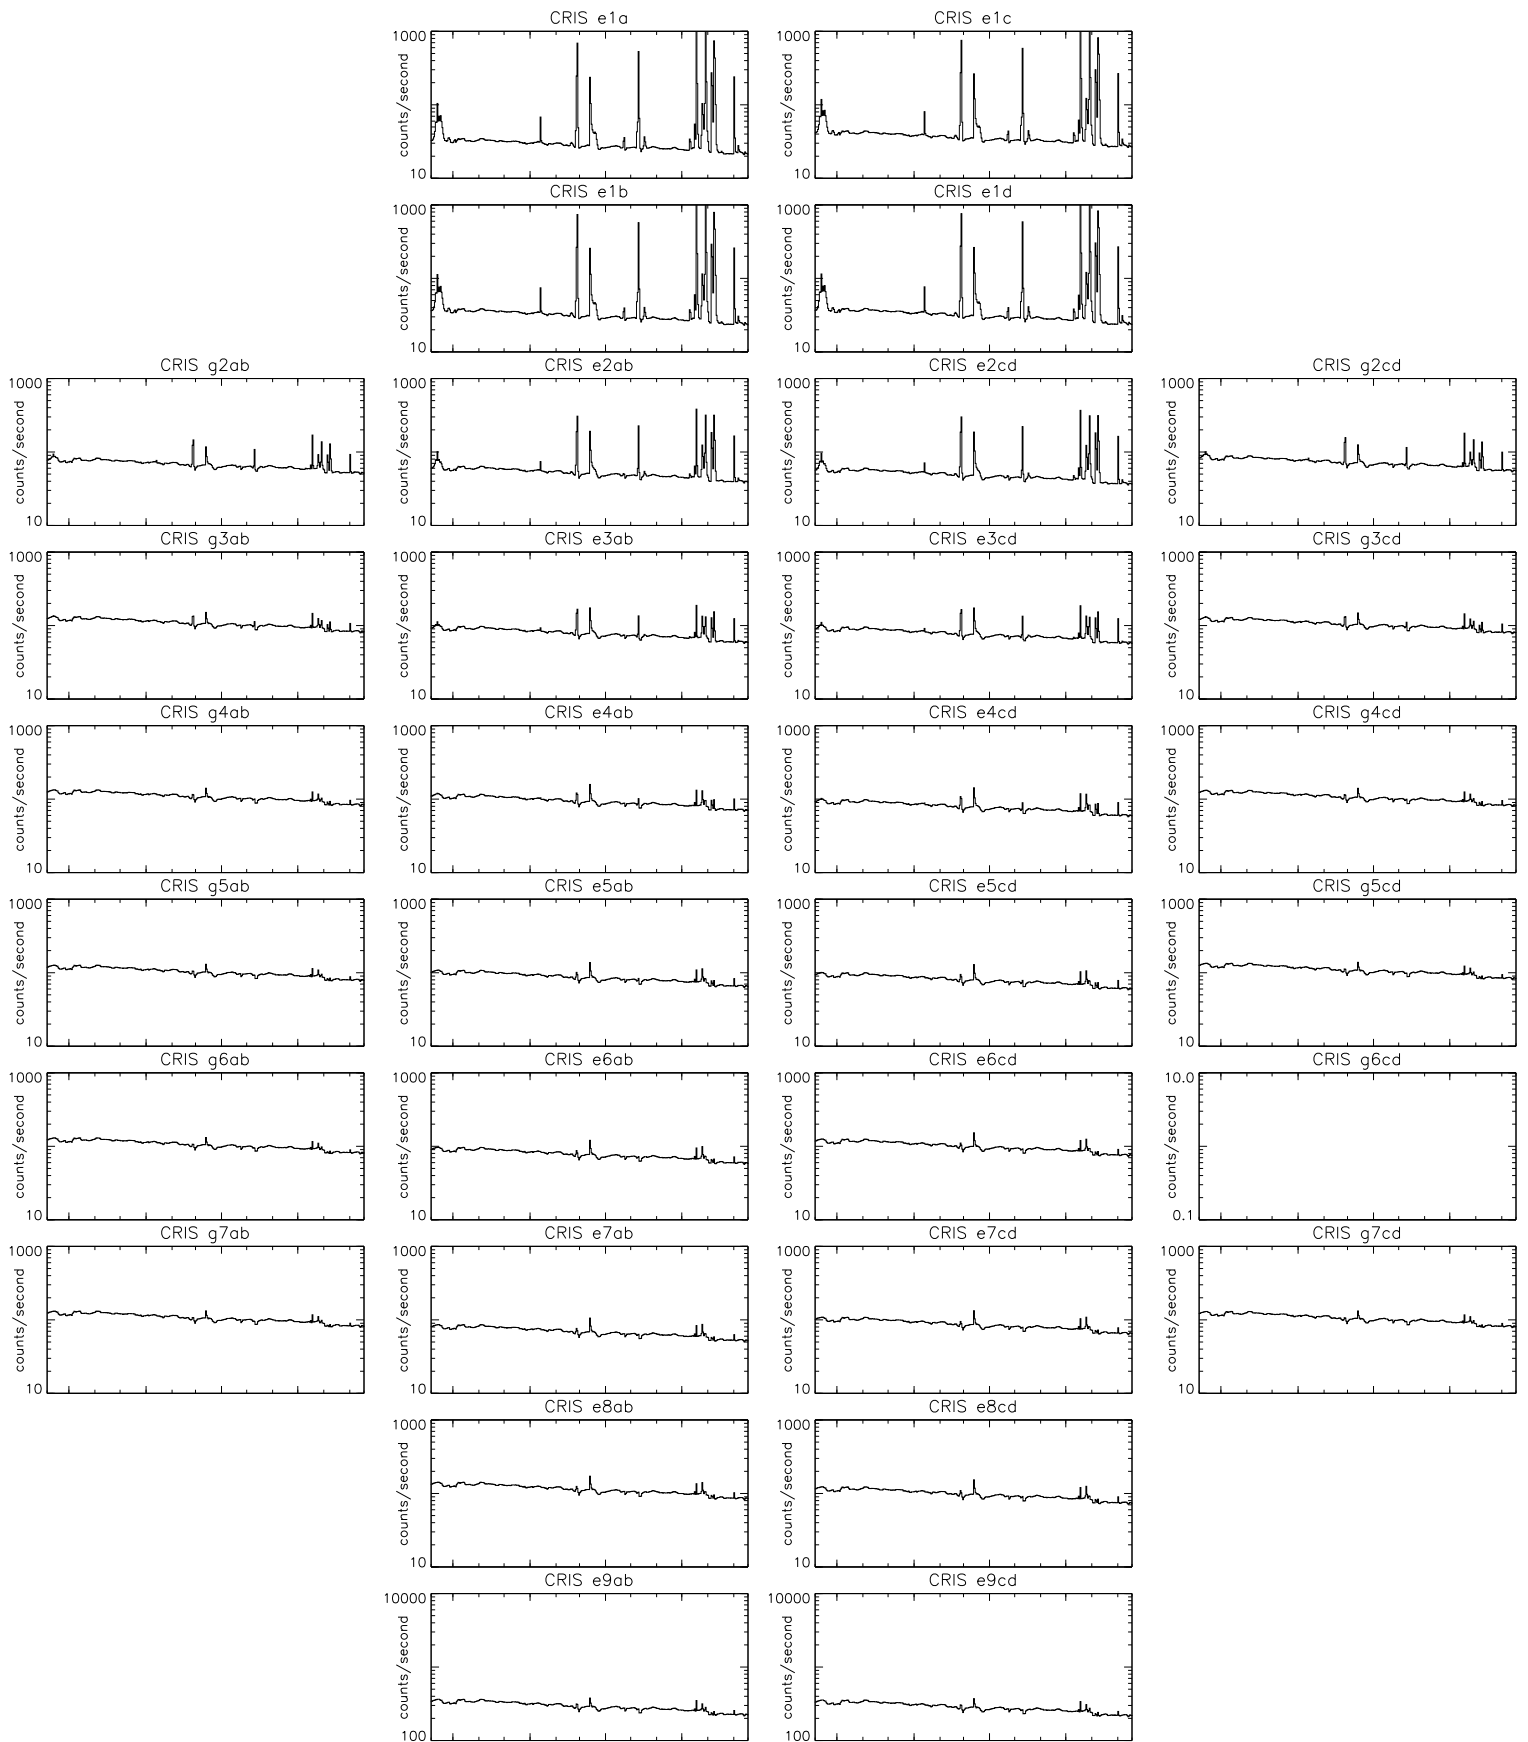 CRIS e1a
1000
counts/second
10
CRIS e1c
1000
counts/second
10
CRIS e1b
1000
counts/second
10
CRIS e1d
1000
counts/second
10
CRIS g2ab
1000
counts/second
10
CRIS e2ab
1000
counts/second
10
CRIS e2cd
1000
counts/second
10
CRIS g2cd
1000
counts/second
10
CRIS g3ab
1000
counts/second
10
CRIS e3ab
1000
counts/second
10
CRIS e3cd
1000
counts/second
10
CRIS g3cd
1000
counts/second
10
CRIS g4ab
1000
counts/second
10
CRIS e4ab
1000
counts/second
10
CRIS e4cd
1000
counts/second
10
CRIS g4cd
1000
counts/second
10
CRIS g5ab
1000
counts/second
10
CRIS e5ab
1000
counts/second
10
CRIS e5cd
1000
counts/second
10
CRIS g5cd
1000
counts/second
10
CRIS g6ab
1000
counts/second
10
CRIS e6ab
1000
counts/second
10
CRIS e6cd
1000
counts/second
10
CRIS g6cd
10.0
counts/second
0.1
CRIS g7ab
1000
counts/second
10
CRIS e7ab
1000
counts/second
10
CRIS e7cd
1000
counts/second
10
CRIS g7cd
1000
counts/second
10
CRIS e8ab
1000
counts/second
10
CRIS e8cd
1000
counts/second
10
CRIS e9ab
10000
counts/second
100
CRIS e9cd
10000
counts/second
100